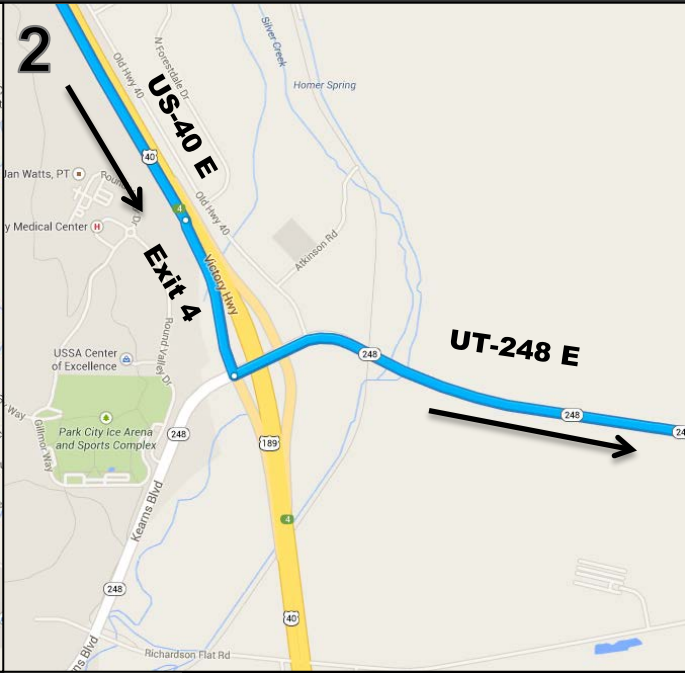 2
Old Hwy 40
N Forestdale Dr
Silver Creek
Homer Spring
US-40 E
40
Jan Watts, PT
4
Old Hwy 40
y Medical Center
H
Atkinson Rd
Exit 4
Victory Hwy
Round Valley Dr
USSA Center
of Excellence
248
UT-248 E
248
24
Gillmor Way
Park City Ice Arena
and Sports Complex
248
189
Kearns Blvd
4
248
40
ns Blvd
Richardson Flat Rd